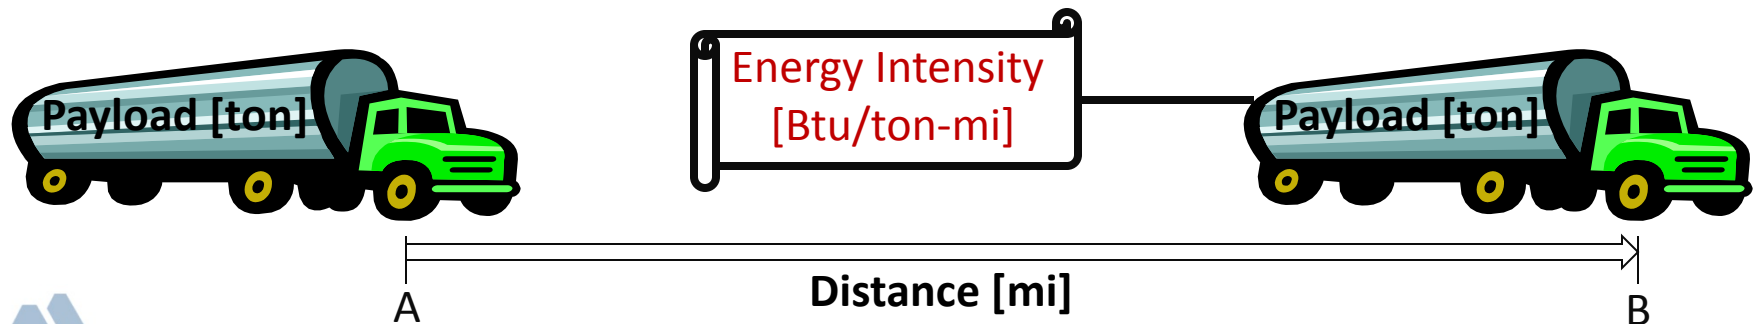 Energy Intensity
[Btu/ton-mi]
Payload [ton]
Payload [ton]
Distance [mi]
A
B